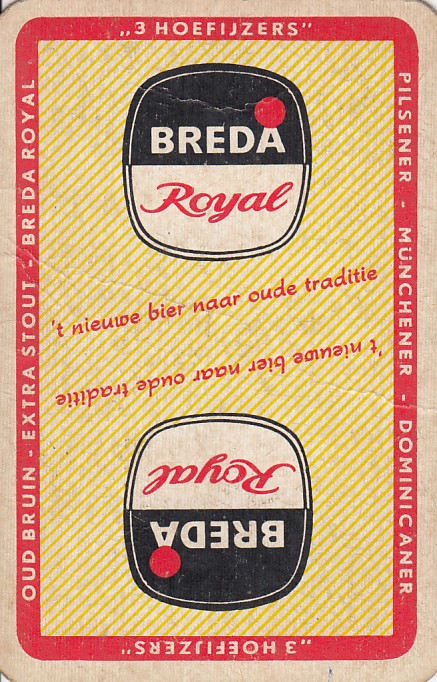 „3 HOEFIJZERS”
OUD BRUIN - EXTRA STOUT - BREDA ROYAL
PILSENER - MÜNCHENER - DOMINICANER
BREDA
Royal
't nieuwe bier naar oude traditie
't nieuwe bier naar oude traditie
Royal
BREDA
„3 HOEFIJZERS”